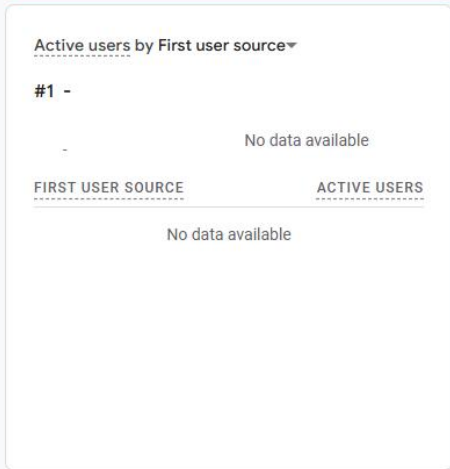 Active users by First user source
#1 -
-
No data available
FIRST USER SOURCE ACTIVE USERS
No data available